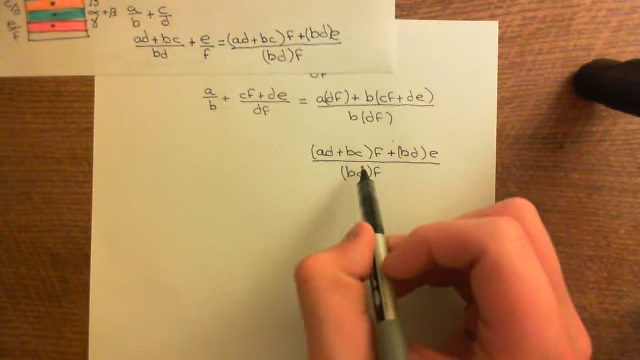 c/d
e/f
α/γ + β
a/b + c/d
(ad+bc)/bd + e/f = ((ad+bc)f+(bd)e)/((bd)f)
a/b + (cf+de)/df = (a(df)+b(cf+de))/(b(df))
((ad+bc)f+(bd)e)/((bd)f)